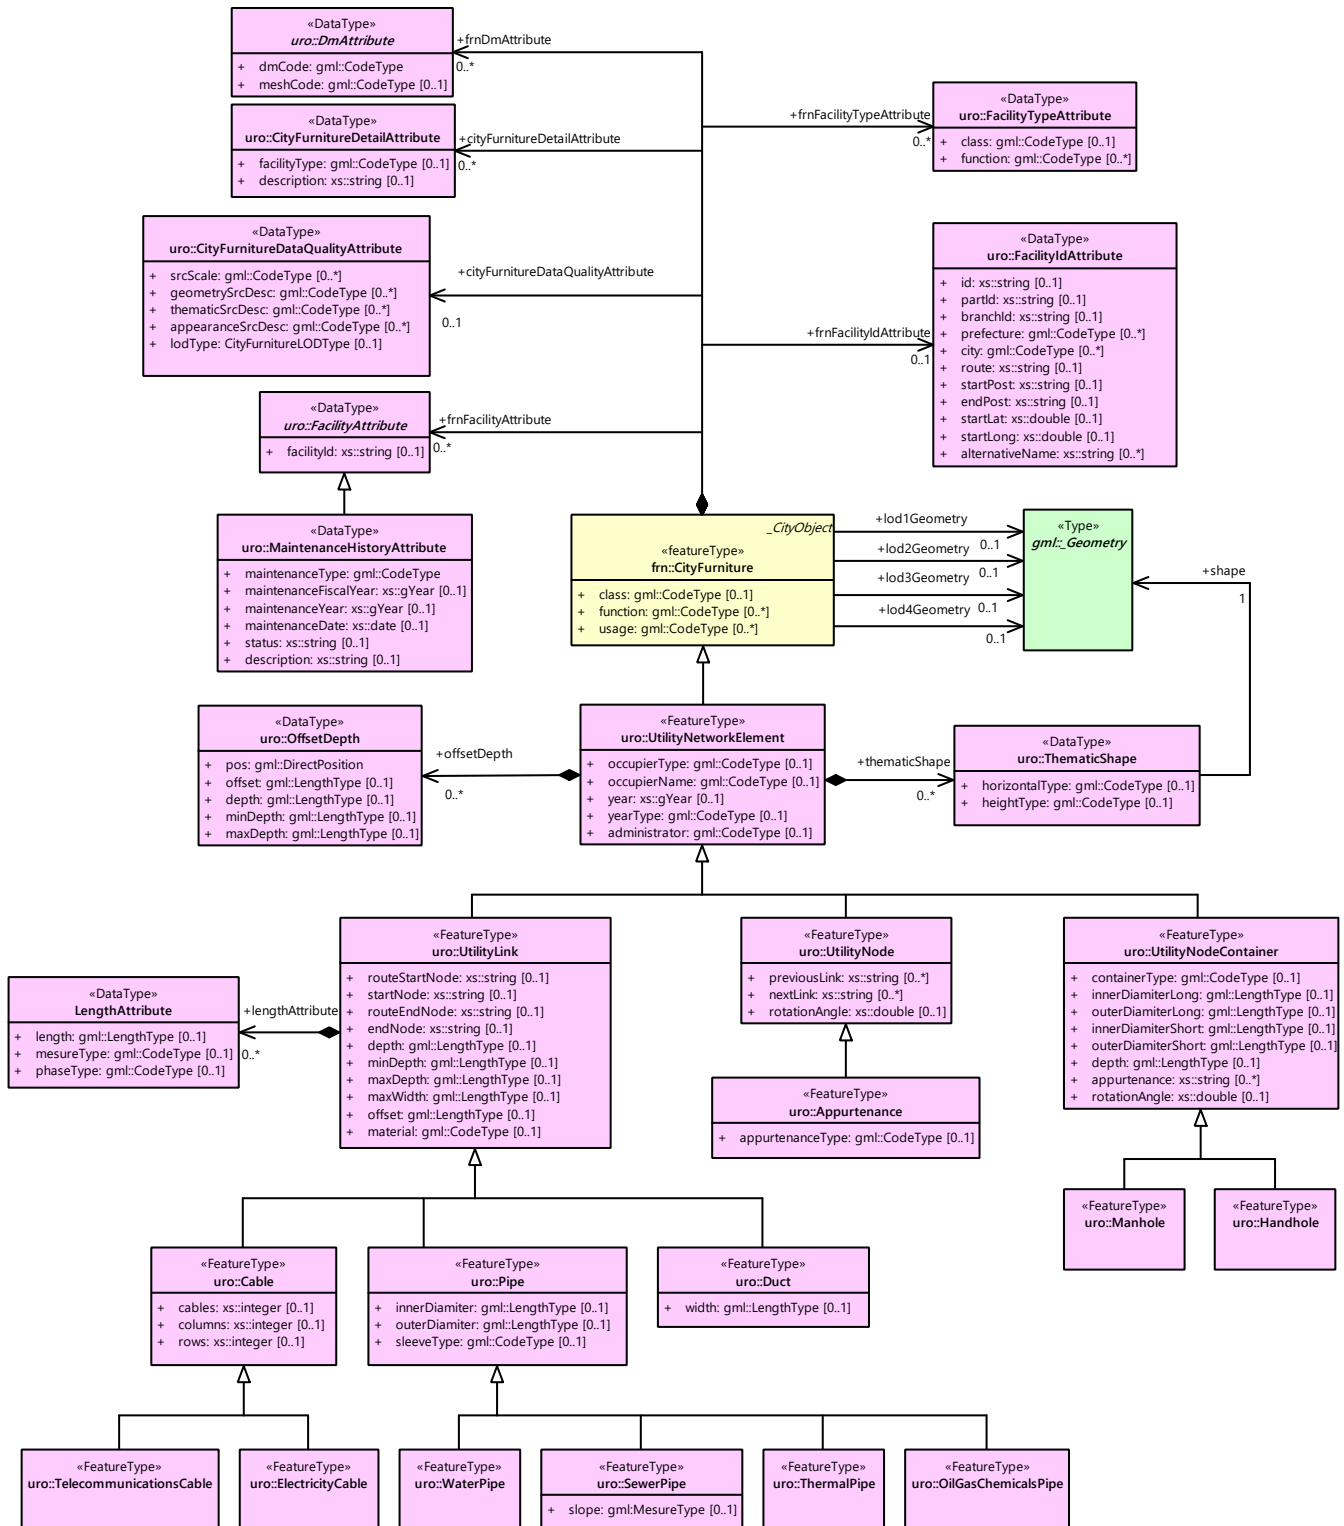 «DataType»
uro::DmAttribute
+ dmCode: gml::CodeType
+ meshCode: gml::CodeType [0..1]
+frnDmAttribute
0..*
«DataType»
uro::CityFurnitureDetailAttribute
+ facilityType: gml::CodeType [0..1]
+ description: xs::string [0..1]
+cityFurnitureDetailAttribute
0..*
+frnFacilityTypeAttribute
0..*
«DataType»
uro::FacilityTypeAttribute
+ class: gml::CodeType [0..1]
+ function: gml::CodeType [0..*]
«DataType»
uro::CityFurnitureDataQualityAttribute
+ srcScale: gml::CodeType [0..*]
+ geometrySrcDesc: gml::CodeType [0..*]
+ thematicSrcDesc: gml::CodeType [0..*]
+ appearanceSrcDesc: gml::CodeType [0..*]
+ lodType: CityFurnitureLODType [0..1]
+cityFurnitureDataQualityAttribute
0..1
+frnFacilityIdAttribute
0..1
«DataType»
uro::FacilityIdAttribute
+ id: xs::string [0..1]
+ partId: xs::string [0..1]
+ branchId: xs::string [0..1]
+ prefecture: gml::CodeType [0..*]
+ city: gml::CodeType [0..*]
+ route: xs::string [0..1]
+ startPost: xs::string [0..1]
+ endPost: xs::string [0..1]
+ startLat: xs::double [0..1]
+ startLong: xs::double [0..1]
+ alternativeName: xs::string [0..*]
«DataType»
uro::FacilityAttribute
+ facilityId: xs::string [0..1]
+frnFacilityAttribute
0..*
«DataType»
uro::MaintenanceHistoryAttribute
+ maintenanceType: gml::CodeType
+ maintenanceFiscalYear: xs::gYear [0..1]
+ maintenanceYear: xs::gYear [0..1]
+ maintenanceDate: xs::date [0..1]
+ status: xs::string [0..1]
+ description: xs::string [0..1]
_CityObject
«featureType»
frn::CityFurniture
+ class: gml::CodeType [0..1]
+ function: gml::CodeType [0..*]
+ usage: gml::CodeType [0..*]
+lod1Geometry
0..1
+lod2Geometry
0..1
+lod3Geometry
0..1
+lod4Geometry
0..1
«Type»
gml::_Geometry
+shape
1
«DataType»
uro::OffsetDepth
+ pos: gml::DirectPosition
+ offset: gml::LengthType [0..1]
+ depth: gml::LengthType [0..1]
+ minDepth: gml::LengthType [0..1]
+ maxDepth: gml::LengthType [0..1]
+offsetDepth
0..*
«FeatureType»
uro::UtilityNetworkElement
+ occupierType: gml::CodeType [0..1]
+ occupierName: gml::CodeType [0..1]
+ year: xs::gYear [0..1]
+ yearType: gml::CodeType [0..1]
+ administrator: gml::CodeType [0..1]
+thematicShape
0..*
«DataType»
uro::ThematicShape
+ horizontalType: gml::CodeType [0..1]
+ heightType: gml::CodeType [0..1]
«DataType»
LengthAttribute
+ length: gml::LengthType [0..1]
+ mesureType: gml::CodeType [0..1]
+ phaseType: gml::CodeType [0..1]
+lengthAttribute
0..*
«FeatureType»
uro::UtilityLink
+ routeStartNode: xs::string [0..1]
+ startNode: xs::string [0..1]
+ routeEndNode: xs::string [0..1]
+ endNode: xs::string [0..1]
+ depth: gml::LengthType [0..1]
+ minDepth: gml::LengthType [0..1]
+ maxDepth: gml::LengthType [0..1]
+ maxWidth: gml::LengthType [0..1]
+ offset: gml::LengthType [0..1]
+ material: gml::CodeType [0..1]
«FeatureType»
uro::UtilityNode
+ previousLink: xs::string [0..*]
+ nextLink: xs::string [0..*]
+ rotationAngle: xs::double [0..1]
«FeatureType»
uro::Appurtenance
+ appurtenanceType: gml::CodeType [0..1]
«FeatureType»
uro::UtilityNodeContainer
+ containerType: gml::CodeType [0..1]
+ innerDiamiterLong: gml::LengthType [0..1]
+ outerDiamiterLong: gml::LengthType [0..1]
+ innerDiamiterShort: gml::LengthType [0..1]
+ outerDiamiterShort: gml::LengthType [0..1]
+ depth: gml::LengthType [0..1]
+ appurtenance: xs::string [0..*]
+ rotationAngle: xs::double [0..1]
«FeatureType»
uro::Manhole
«FeatureType»
uro::Handhole
«FeatureType»
uro::Cable
+ cables: xs::integer [0..1]
+ columns: xs::integer [0..1]
+ rows: xs::integer [0..1]
«FeatureType»
uro::Pipe
+ innerDiamiter: gml::LengthType [0..1]
+ outerDiamiter: gml::LengthType [0..1]
+ sleeveType: gml::CodeType [0..1]
«FeatureType»
uro::Duct
+ width: gml::LengthType [0..1]
«FeatureType»
uro::TelecommunicationsCable
«FeatureType»
uro::ElectricityCable
«FeatureType»
uro::WaterPipe
«FeatureType»
uro::SewerPipe
+ slope: gml:MesureType [0..1]
«FeatureType»
uro::ThermalPipe
«FeatureType»
uro::OilGasChemicalsPipe